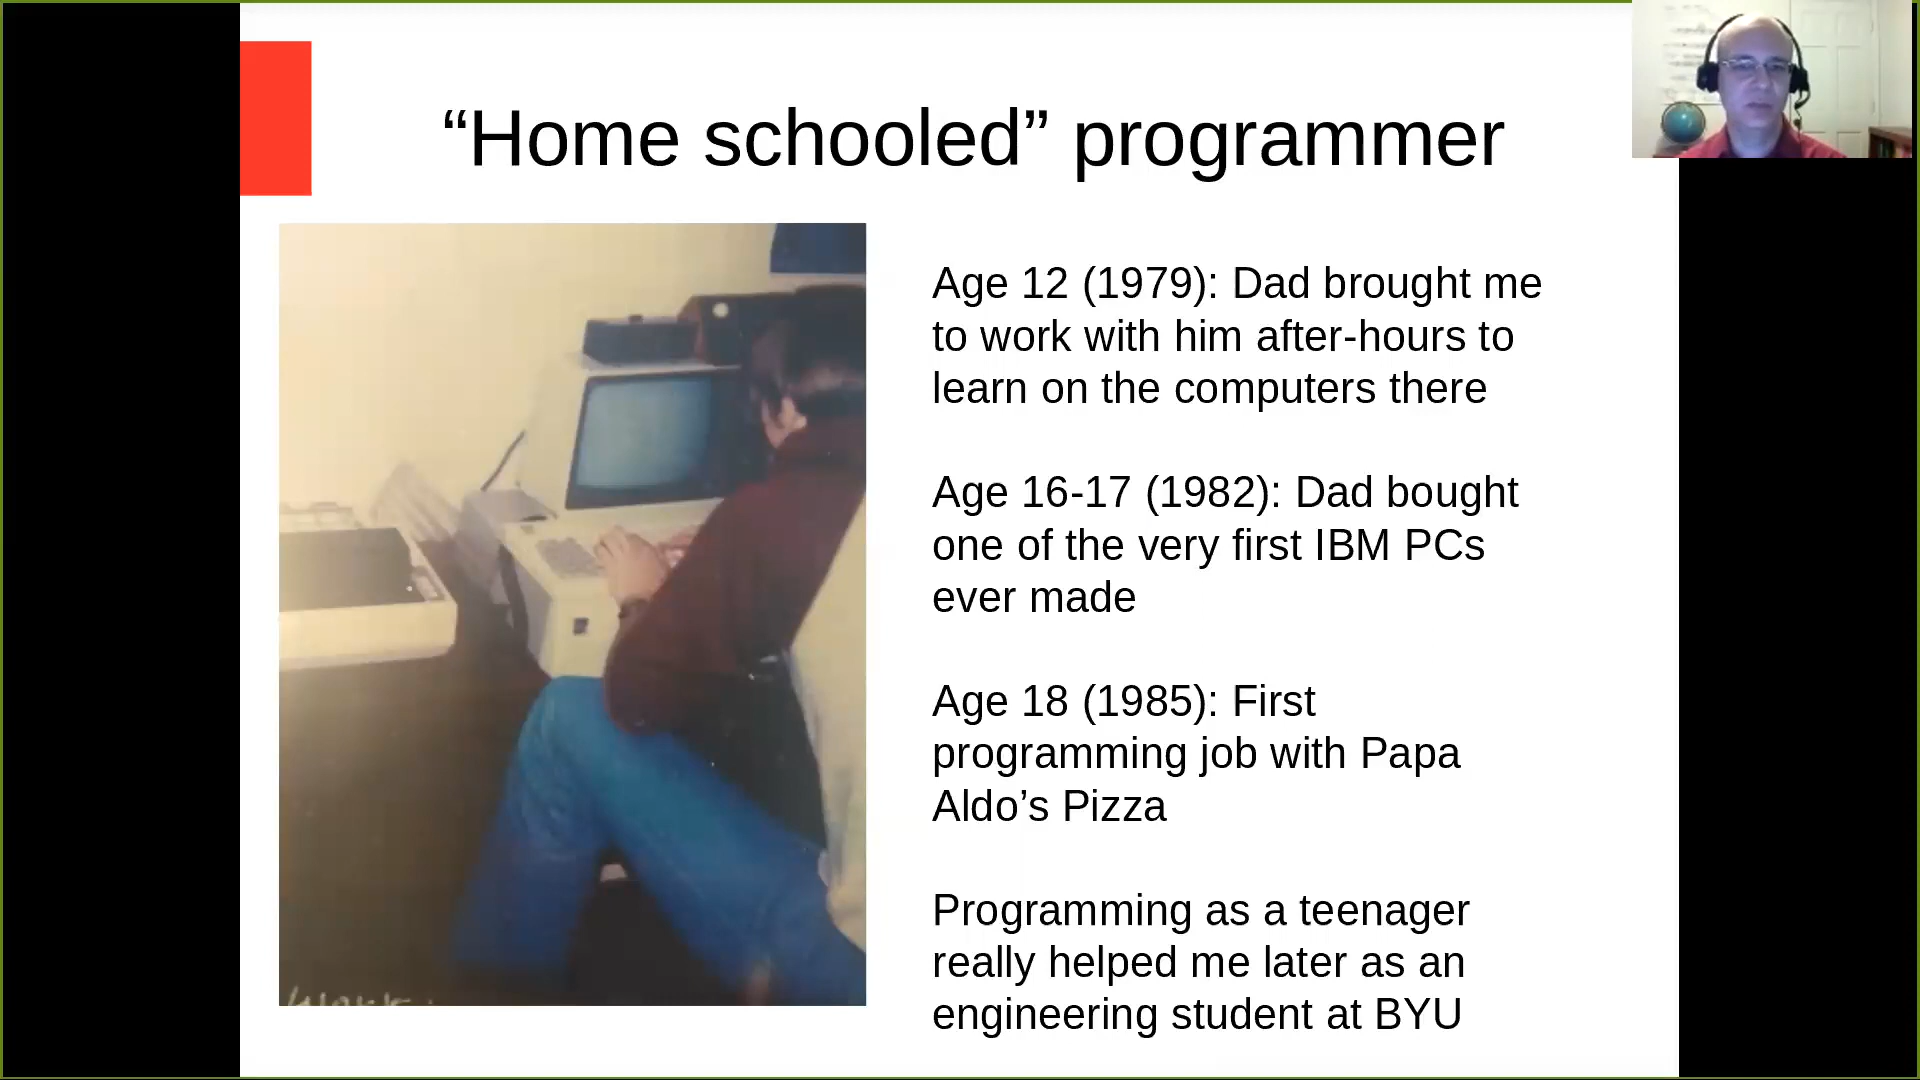 “Home schooled” programmer
Age 12 (1979): Dad brought me
to work with him after-hours to
learn on the computers there
Age 16-17 (1982): Dad bought
one of the very first IBM PCs
ever made
Age 18 (1985): First
programming job with Papa
Aldo’s Pizza
Programming as a teenager
really helped me later as an
engineering student at BYU